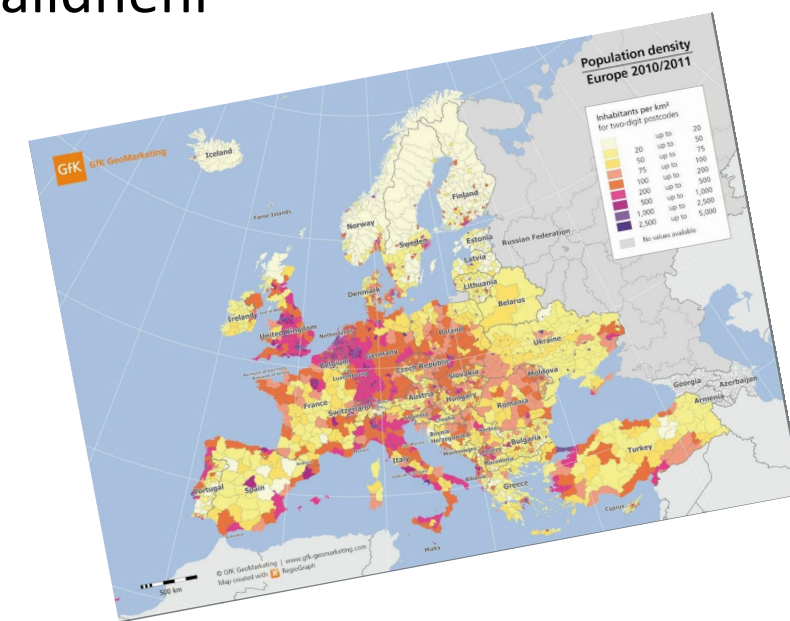 Population density
Europe 2010/2011
GfK GfK GeoMarketing
Inhabitants per km²
for two-digit postcodes
up to 20
20 up to 50
50 up to 75
75 up to 100
100 up to 200
200 up to 500
500 up to 1,000
1,000 up to 2,500
2,500 up to 5,000
No values available
Iceland
Faroe Islands
Norway
Sweden
Finland
Estonia
Russian Federation
Latvia
Lithuania
Denmark
Belarus
Ireland
United Kingdom
Netherlands
Poland
Belgium
Germany
Ukraine
Czech Republic
Slovakia
Moldova
France
Switzerland
Austria
Hungary
Romania
Georgia
Azerbaijan
Armenia
Croatia
Bosnia
Herzegovina
Bulgaria
Montenegro
Macedonia
Italy
Albania
Turkey
Portugal
Spain
Greece
Cyprus
Malta
500 km
© GfK GeoMarketing | www.gfk-geomarketing.com
Map created with RegioGraph